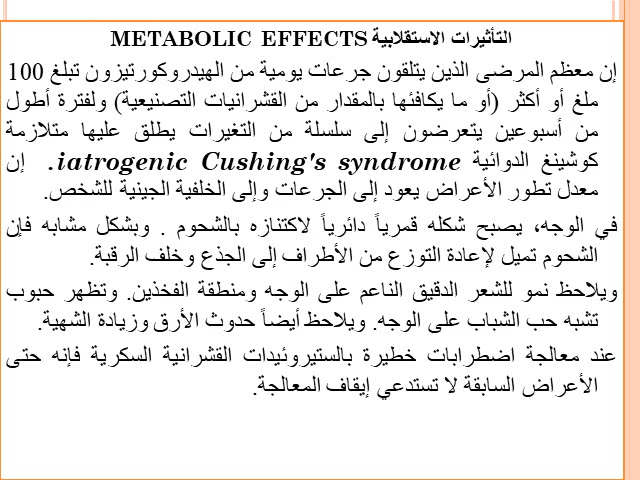 التأثيرات الاستقلابية METABOLIC EFFECTS
إن معظم المرضى الذين يتلقون جرعات يومية من الهيدروكورتيزون تبلغ 100
ملغ أو أكثر (أو ما يكافئها بالمقدار من القشرانيات التصنيعية) ولفترة أطول
من أسبوعين يتعرضون إلى سلسلة من التغيرات يطلق عليها متلازمة
كوشينغ الدوائية iatrogenic Cushing's syndrome. إن
معدل تطور الأعراض يعود إلى الجرعات وإلى الخلفية الجينية للشخص.
في الوجه، يصبح شكله قمرياً دائرياً لاكتنازه بالشحوم . وبشكل مشابه فإن
الشحوم تميل لإعادة التوزع من الأطراف إلى الجذع وخلف الرقبة.
ويلاحظ نمو للشعر الدقيق الناعم على الوجه ومنطقة الفخذين. وتظهر حبوب
تشبه حب الشباب على الوجه. ويلاحظ أيضاً حدوث الأرق وزيادة الشهية.
عند معالجة اضطرابات خطيرة بالستيروئيدات القشرانية السكرية فإنه حتى
الأعراض السابقة لا تستدعي إيقاف المعالجة.